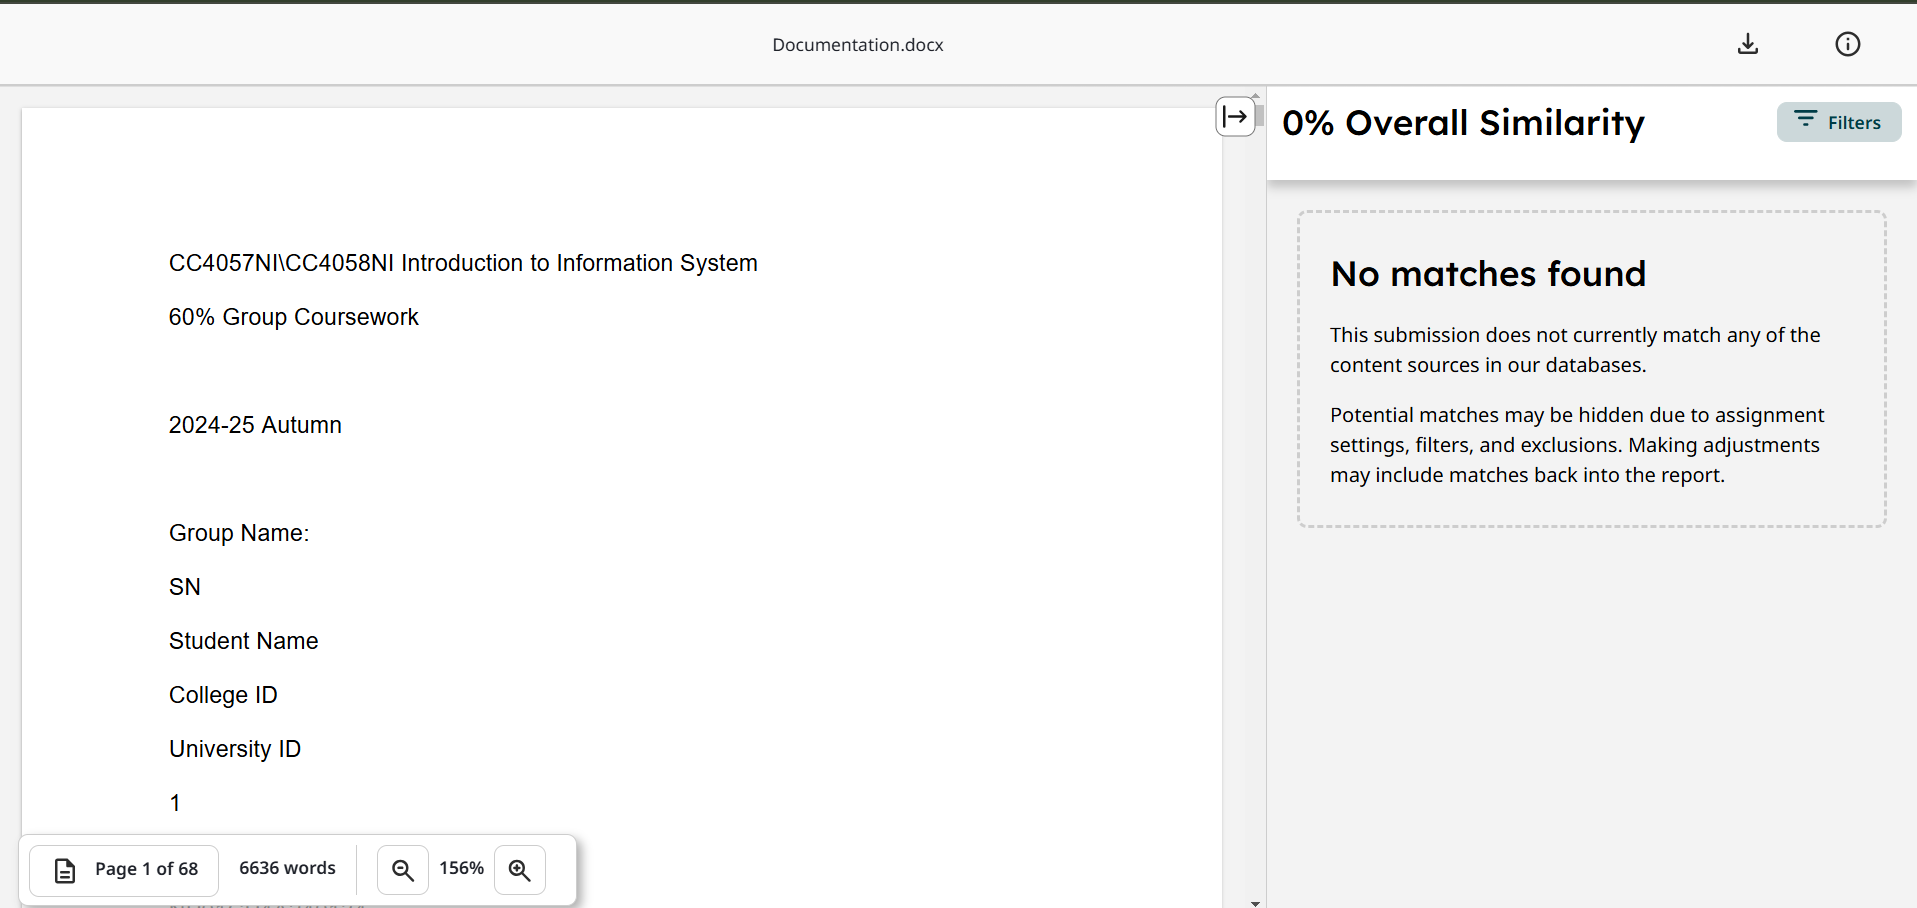 Documentation.docx
CC4057NI\CC4058NI Introduction to Information System
60% Group Coursework
2024-25 Autumn
Group Name:
SN
Student Name
College ID
University ID
1
Page 1 of 68
6636 words
156%
0% Overall Similarity
Filters
No matches found
This submission does not currently match any of the
content sources in our databases.
Potential matches may be hidden due to assignment
settings, filters, and exclusions. Making adjustments
may include matches back into the report.